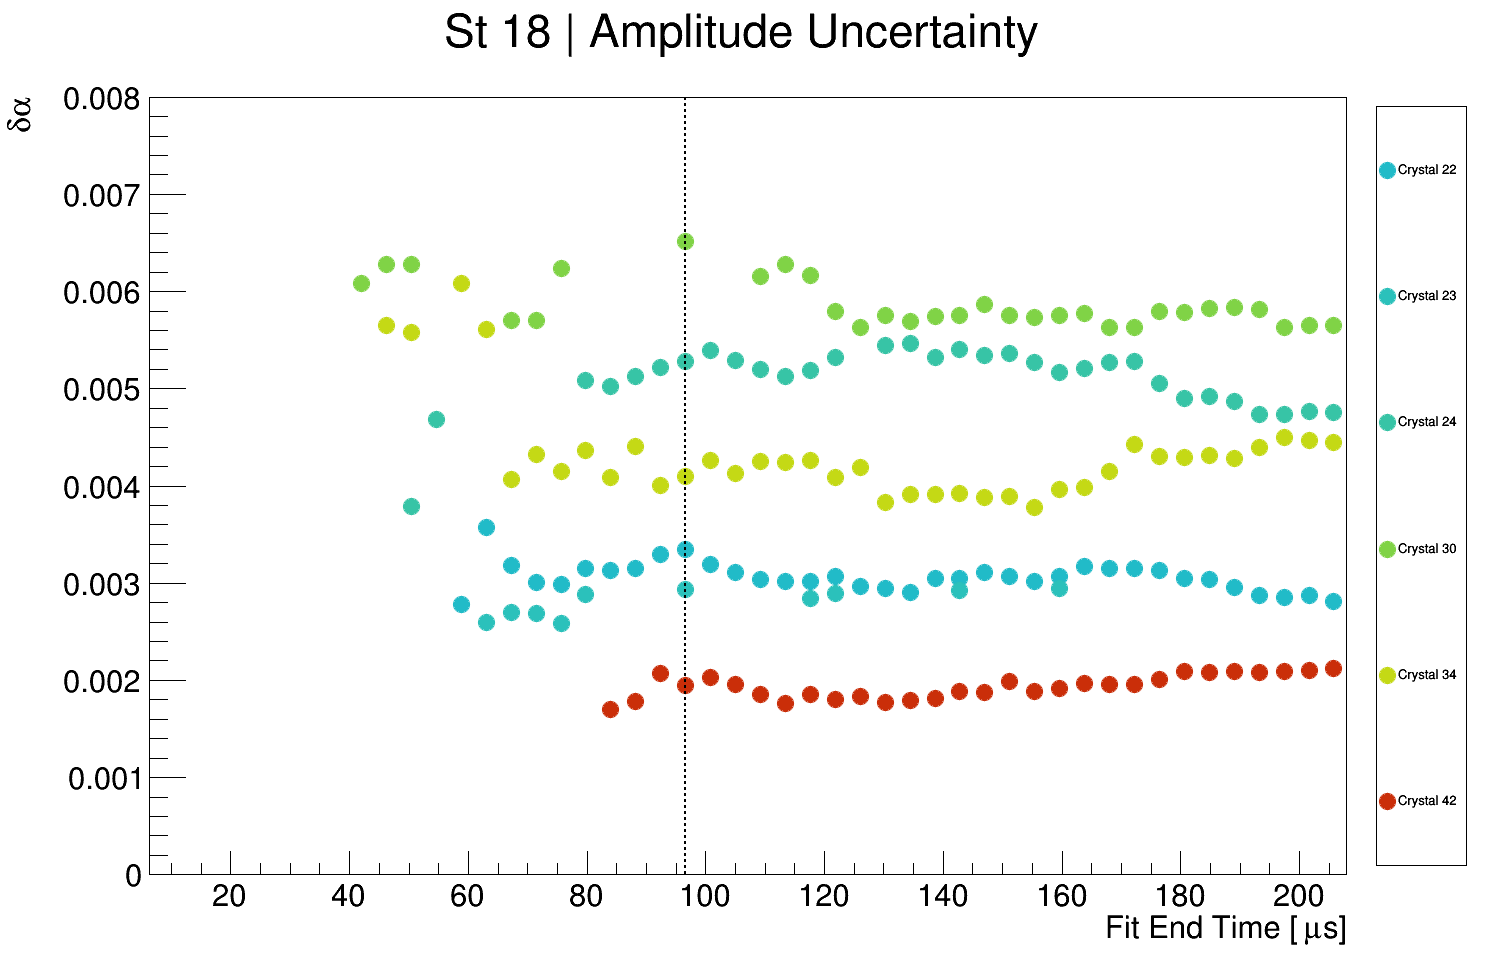 St 18 | Amplitude Uncertainty
δα
0.008
0.007
0.006
0.005
0.004
0.003
0.002
0.001
0
20 40 60 80 100 120 140 160 180 200
Fit End Time [ μs]
Crystal 22
Crystal 23
Crystal 24
Crystal 30
Crystal 34
Crystal 42